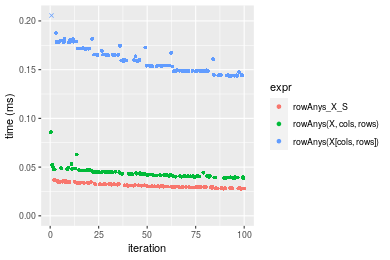 0.20
0.15
0.10
0.05
0.00
time (ms)
0
25
50
75
100
iteration
expr
rowAnys_X_S
rowAnys(X, cols, rows)
rowAnys(X[cols, rows])